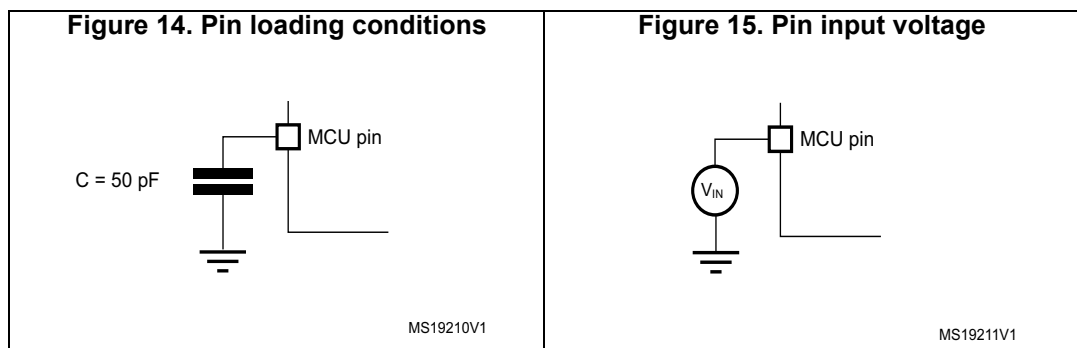 Figure 14. Pin loading conditions
MCU pin
C = 50 pF
MS19210V1
Figure 15. Pin input voltage
MCU pin
VIN
MS19211V1